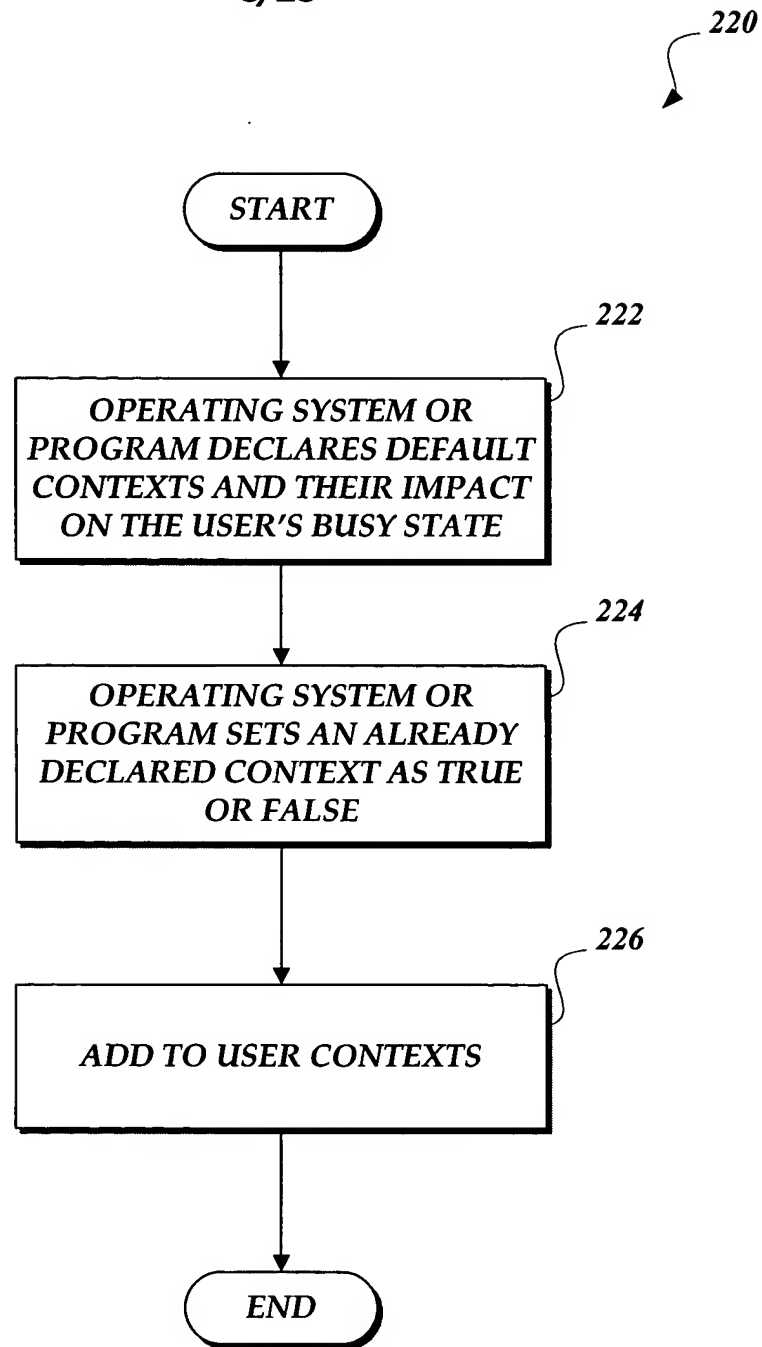 220
START
222
OPERATING SYSTEM OR
PROGRAM DECLARES DEFAULT
CONTEXTS AND THEIR IMPACT
ON THE USER'S BUSY STATE
224
OPERATING SYSTEM OR
PROGRAM SETS AN ALREADY
DECLARED CONTEXT AS TRUE
OR FALSE
226
ADD TO USER CONTEXTS
END